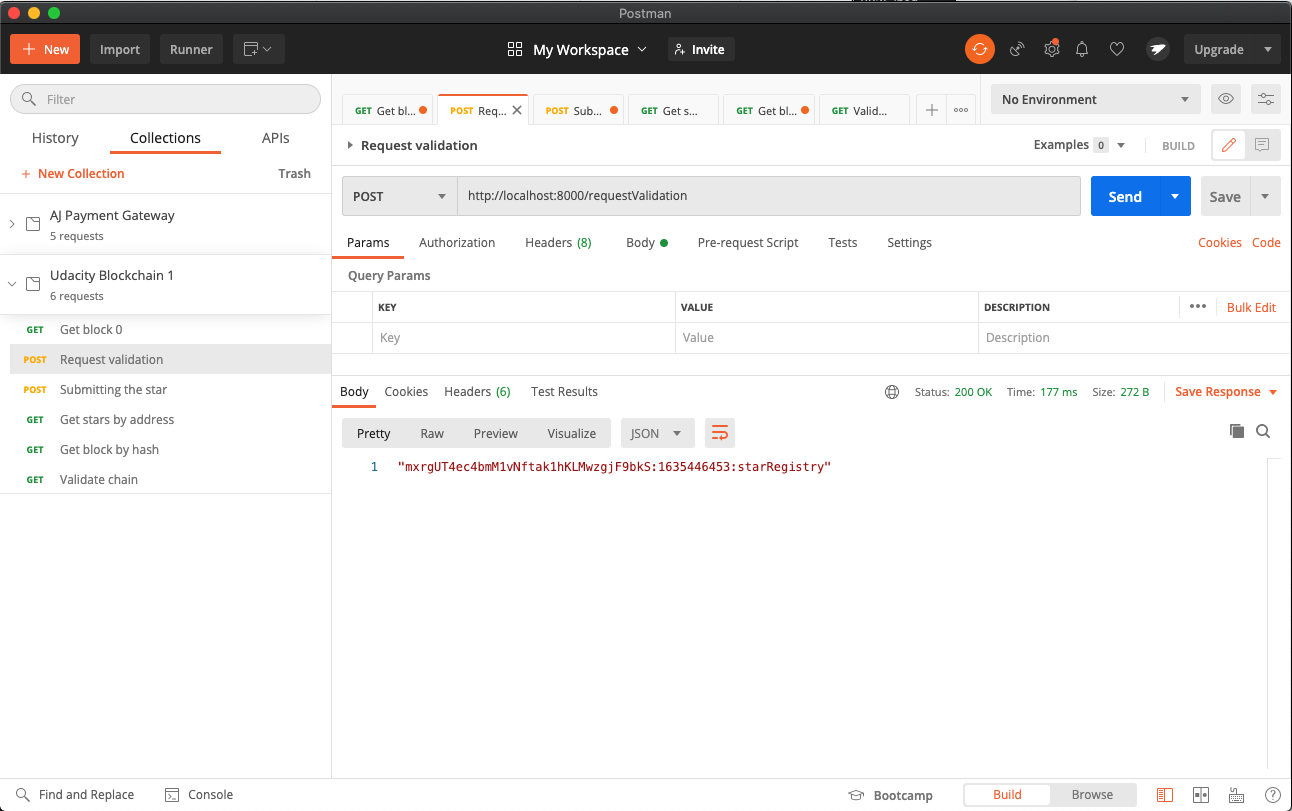 Postman
New Import Runner My Workspace Invite Upgrade
Filter
History Collections APIs
New Collection Trash
AJ Payment Gateway
5 requests
Udacity Blockchain 1
6 requests
GET Get block 0
POST Request validation
POST Submitting the star
GET Get stars by address
GET Get block by hash
GET Validate chain
GET Get bl... POST Req... POST Sub... GET Get s... GET Get bl... GET Valid... No Environment
Request validation Examples 0 BUILD
POST http://localhost:8000/requestValidation Send Save
Params Authorization Headers (8) Body Pre-request Script Tests Settings Cookies Code
Query Params
KEY VALUE DESCRIPTION Bulk Edit
Key Value Description
Body Cookies Headers (6) Test Results Status: 200 OK Time: 177 ms Size: 272 B Save Response
Pretty Raw Preview Visualize JSON
1 "mxrgUT4ec4bmM1vNftak1hKLMwzgjF9bkS:1635446453:starRegistry"
Find and Replace Console Bootcamp Build Browse